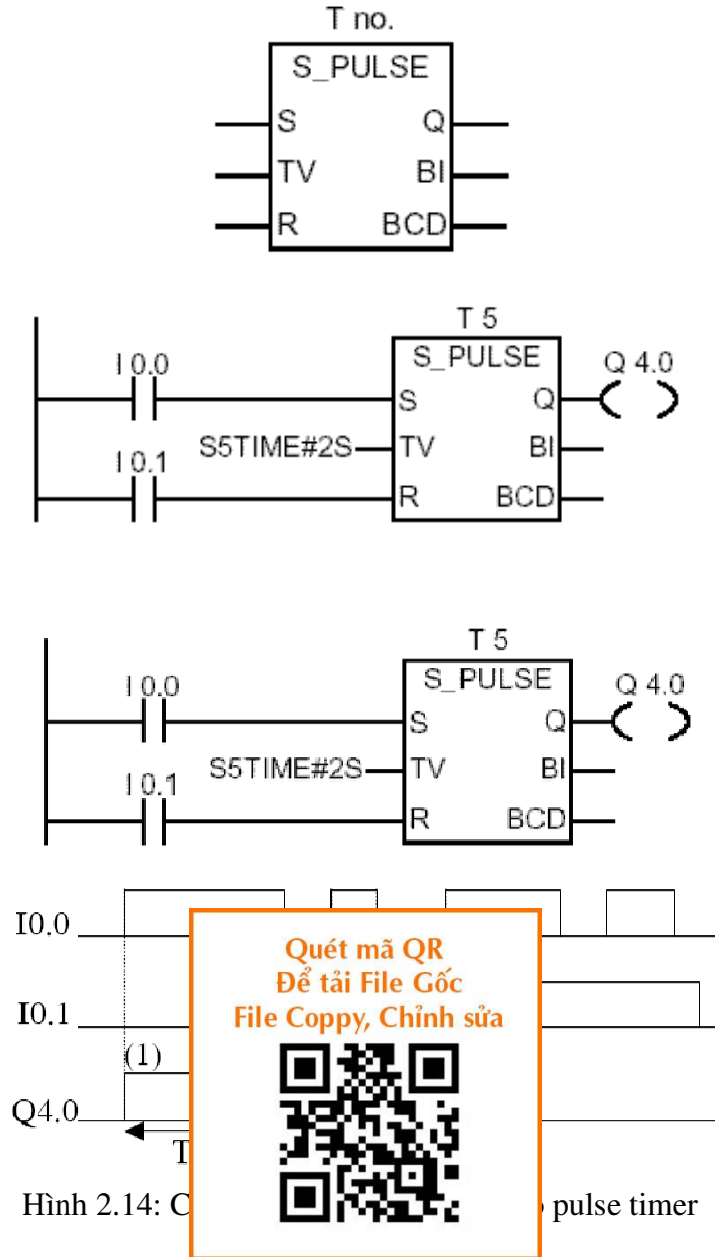 T no.
S_PULSE
S Q
TV BI
R BCD
T 5
I 0.0 S_PULSE Q 4.0
S Q
S5TIME#2S TV BI
I 0.1
R BCD
T 5
I 0.0 S_PULSE Q 4.0
S Q
S5TIME#2S TV BI
I 0.1
R BCD
I0.0
Quét mã QR
Để tải File Gốc
File Coppy, Chỉnh sửa
I0.1
(1)
Q4.0
T
Hình 2.14: pulse timer